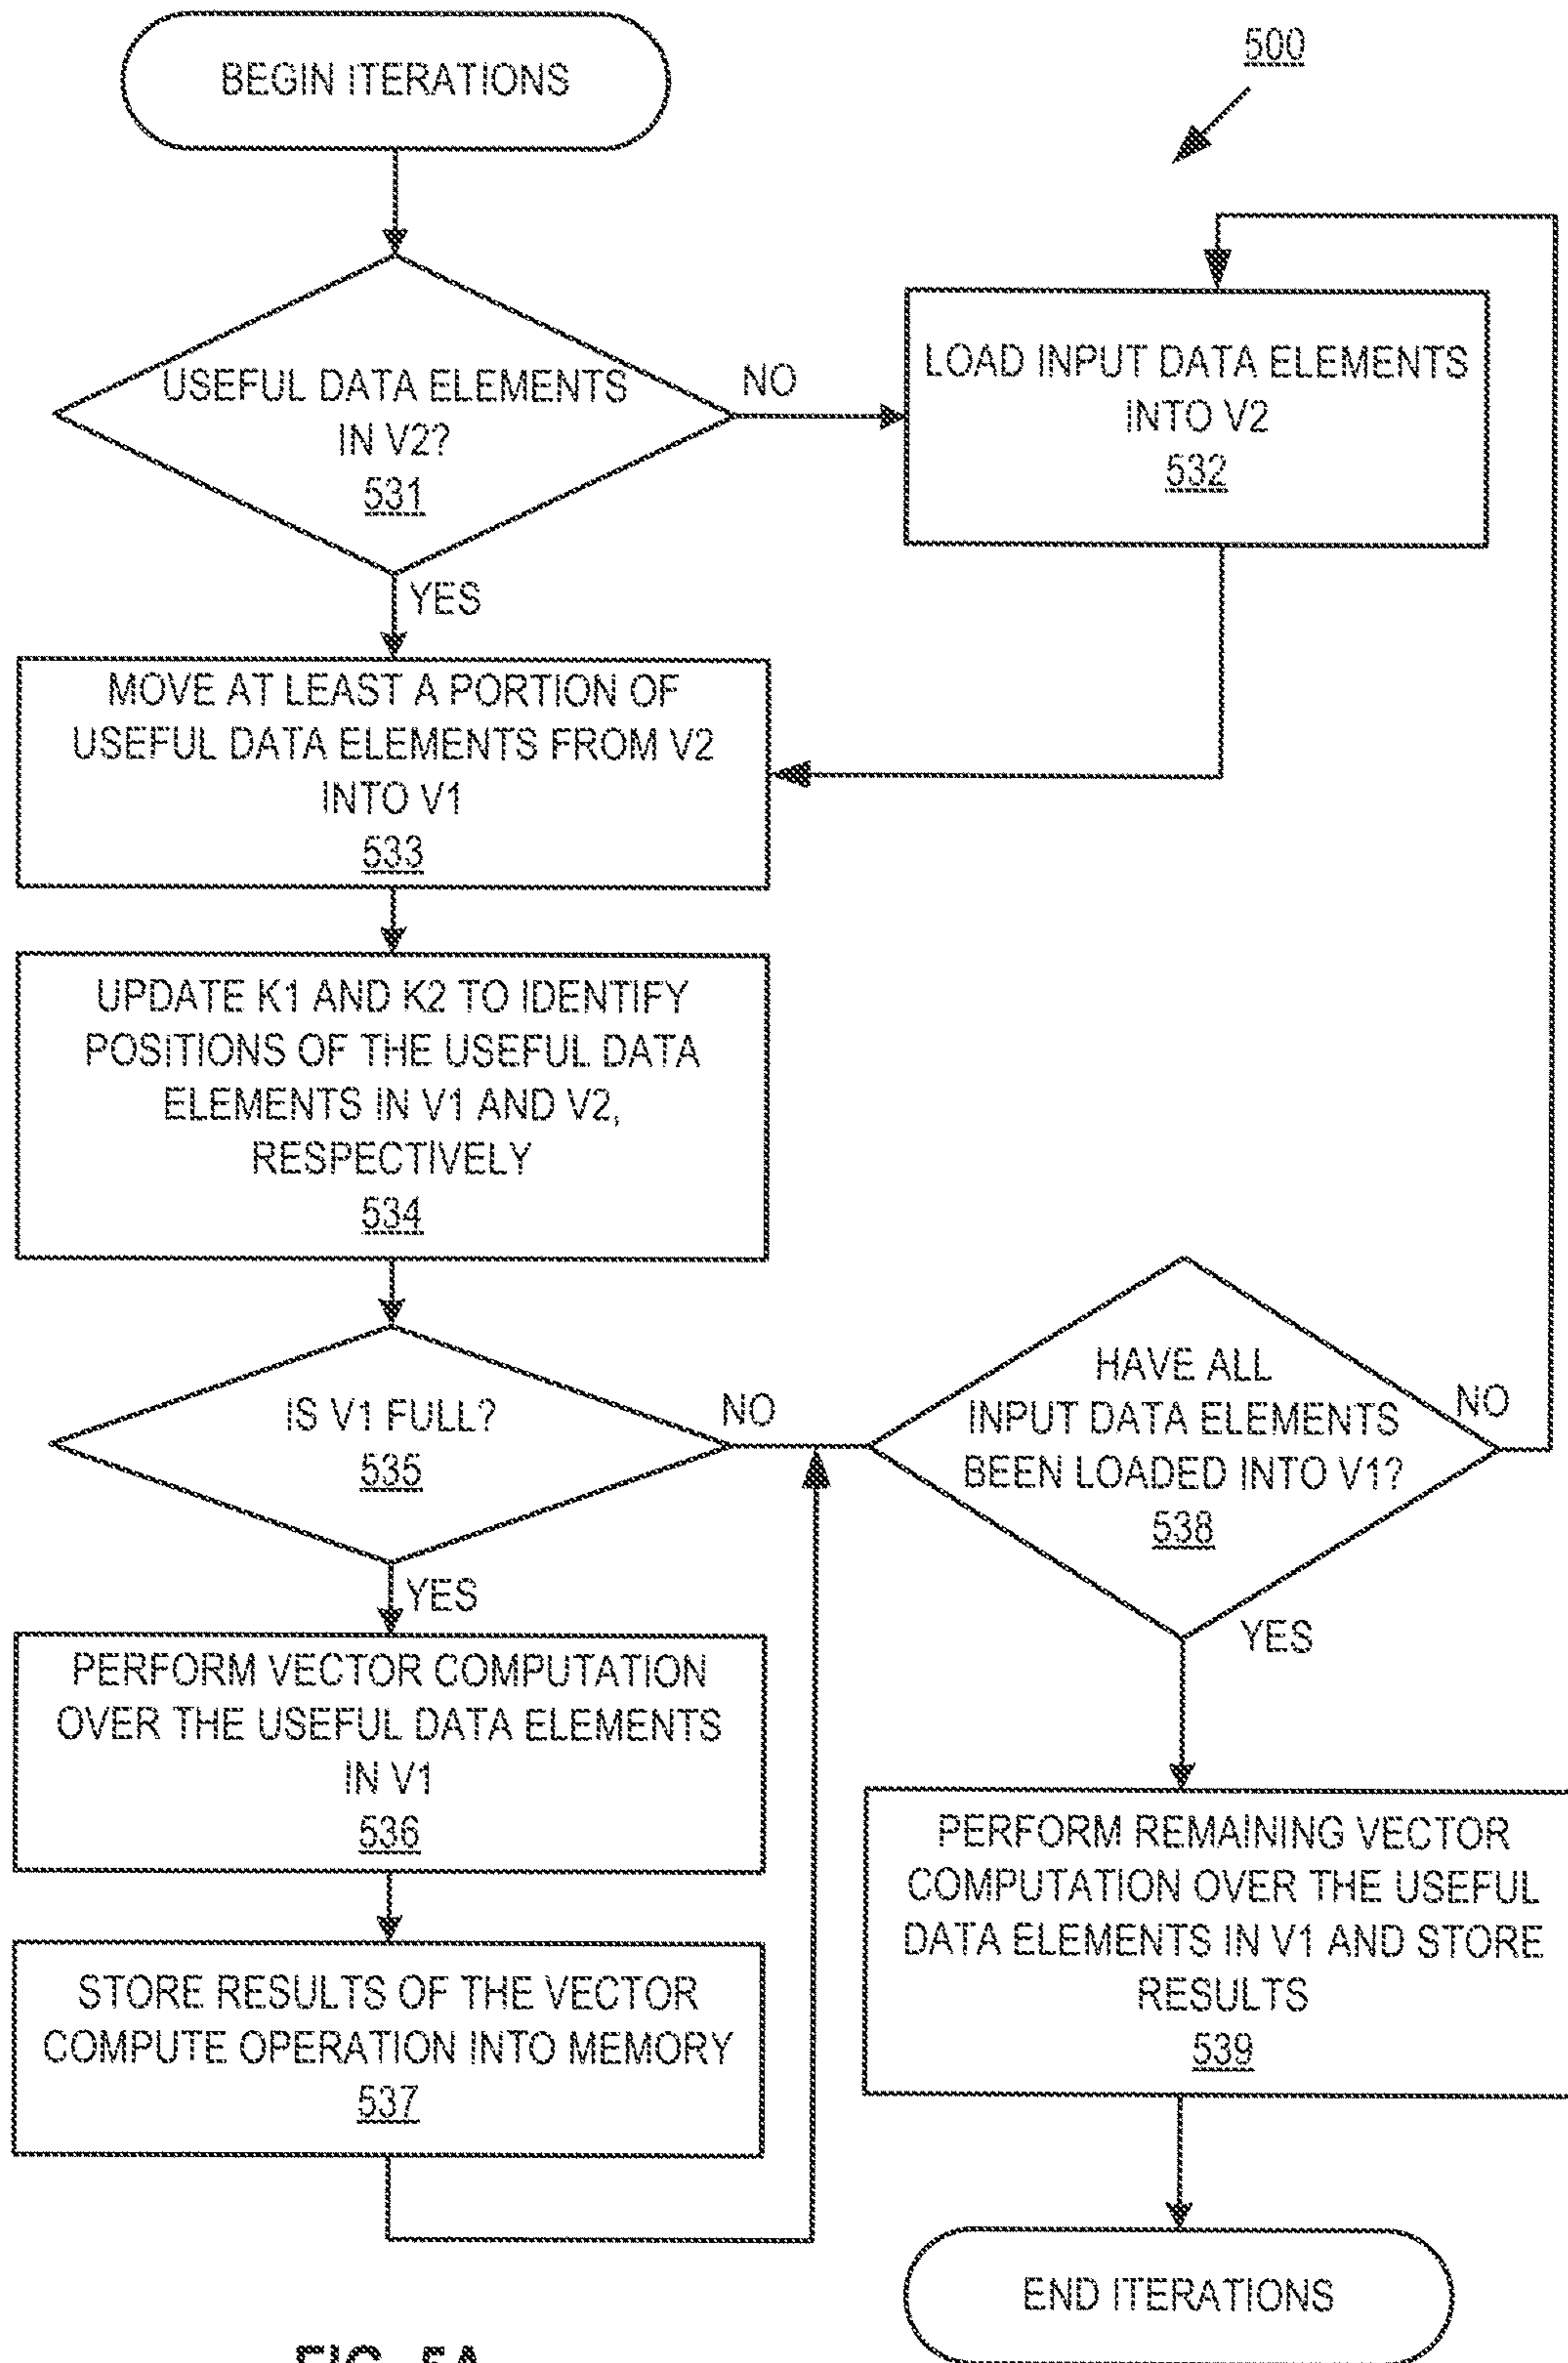 500
BEGIN ITERATIONS
USEFUL DATA ELEMENTS
IN V2?
531
NO
YES
LOAD INPUT DATA ELEMENTS
INTO V2
532
MOVE AT LEAST A PORTION OF
USEFUL DATA ELEMENTS FROM V2
INTO V1
533
UPDATE K1 AND K2 TO IDENTIFY
POSITIONS OF THE USEFUL DATA
ELEMENTS IN V1 AND V2,
RESPECTIVELY
534
IS V1 FULL?
535
NO
YES
HAVE ALL
INPUT DATA ELEMENTS
BEEN LOADED INTO V1?
538
NO
YES
PERFORM VECTOR COMPUTATION
OVER THE USEFUL DATA ELEMENTS
IN V1
536
STORE RESULTS OF THE VECTOR
COMPUTE OPERATION INTO MEMORY
537
PERFORM REMAINING VECTOR
COMPUTATION OVER THE USEFUL
DATA ELEMENTS IN V1 AND STORE
RESULTS
539
END ITERATIONS
FIG. 5A